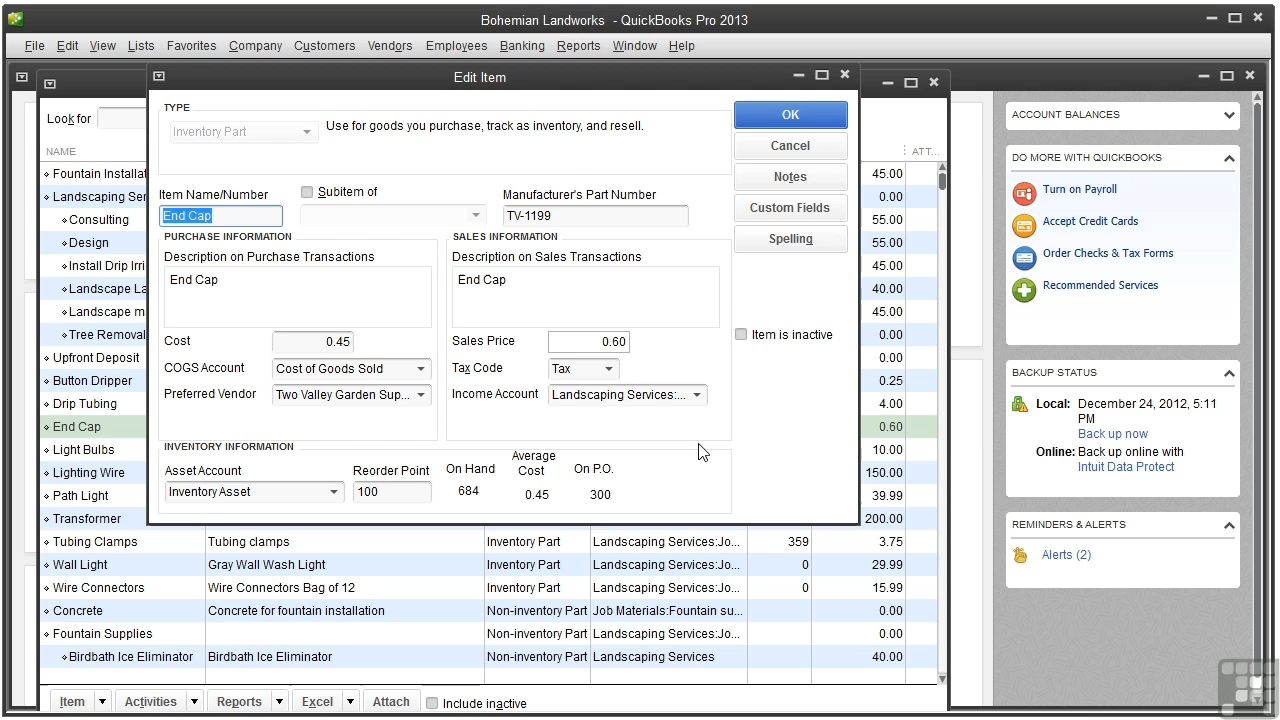 Bohemian Landworks - QuickBooks Pro 2013
File Edit View Lists Favorites Company Customers Vendors Employees Banking Reports Window Help
Edit Item
Look for
NAME
ATT...
TYPE
Inventory Part
Use for goods you purchase, track as inventory, and resell.
OK
Cancel
Notes
Custom Fields
Spelling
Item is inactive
Item Name/Number
Subitem of
Manufacturer's Part Number
End Cap
TV-1199
PURCHASE INFORMATION
Description on Purchase Transactions
End Cap
Cost 0.45
COGS Account Cost of Goods Sold
Preferred Vendor Two Valley Garden Sup...
SALES INFORMATION
Description on Sales Transactions
End Cap
Sales Price 0.60
Tax Code Tax
Income Account Landscaping Services:...
INVENTORY INFORMATION
Asset Account
Inventory Asset
Reorder Point
100
On Hand
684
Average
Cost
0.45
On P.O.
300
Fountain Installat 45.00
Landscaping Servi 0.00
Consulting 55.00
Design 55.00
Install Drip Irri 45.00
Landscape La 40.00
Landscape m 45.00
Tree Removal 0.00
Upfront Deposit 0.00
Button Dripper 0.25
Drip Tubing 4.00
End Cap 0.60
Light Bulbs 10.00
Lighting Wire 150.00
Path Light 39.99
Transformer 200.00
Tubing Clamps Tubing clamps Inventory Part Landscaping Services:Jo... 359 3.75
Wall Light Gray Wall Wash Light Inventory Part Landscaping Services:Jo... 0 29.99
Wire Connectors Wire Connectors Bag of 12 Inventory Part Landscaping Services:Jo... 0 15.99
Concrete Concrete for fountain installation Non-inventory Part Job Materials:Fountain su... 0.00
Fountain Supplies Non-inventory Part Landscaping Services:Jo... 0.00
Birdbath Ice Eliminator Birdbath Ice Eliminator Non-inventory Part Landscaping Services 40.00
Item Activities Reports Excel Attach Include inactive
ACCOUNT BALANCES
DO MORE WITH QUICKBOOKS
Turn on Payroll
Accept Credit Cards
Order Checks & Tax Forms
Recommended Services
BACKUP STATUS
Local: December 24, 2012, 5:11
PM
Back up now
Online: Back up online with
Intuit Data Protect
REMINDERS & ALERTS
Alerts (2)